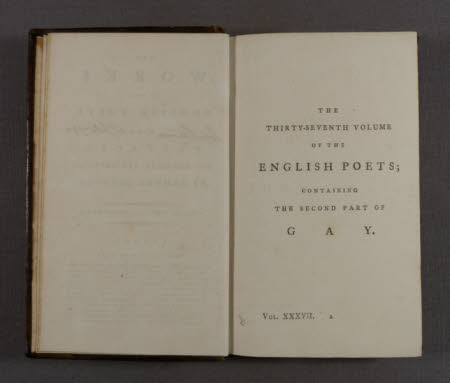 THE
THIRTY-SEVENTH VOLUME
OF THE
ENGLISH POETS;
CONTAINING
THE SECOND PART OF
G A Y.
VOL. XXXVII. a